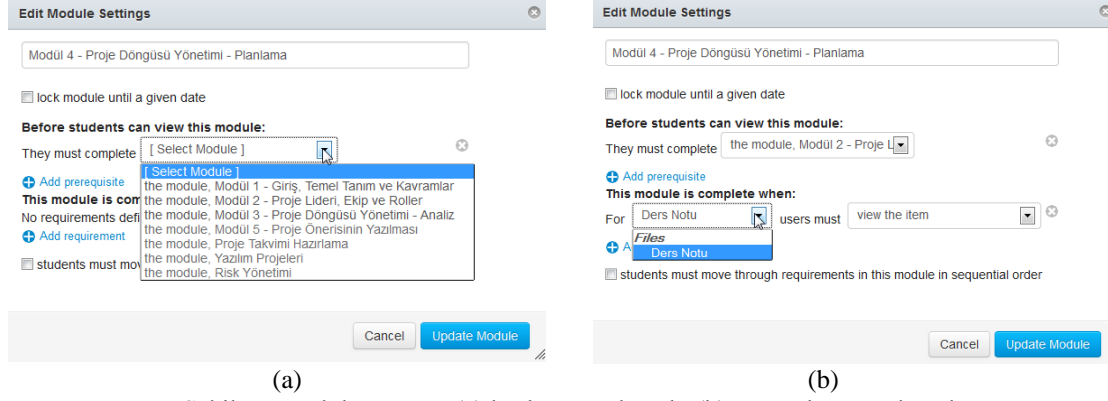 Edit Module Settings
Modül 4 - Proje Döngüsü Yönetimi - Planlama
lock module until a given date
Before students can view this module:
They must complete [ Select Module ]
[ Select Module ]
Add prerequisite
the module, Modül 1 - Giriş, Temel Tanım ve Kavramlar
This module is com
the module, Modül 2 - Proje Lideri, Ekip ve Roller
No requirements defi
the module, Modül 3 - Proje Döngüsü Yönetimi - Analiz
the module, Modül 5 - Proje Önerisinin Yazılması
Add requirement
the module, Proje Takvimi Hazırlama
the module, Yazılım Projeleri
students must mov
the module, Risk Yönetimi
Cancel Update Module
(a)
Edit Module Settings
Modül 4 - Proje Döngüsü Yönetimi - Planlama
lock module until a given date
Before students can view this module:
They must complete the module, Modül 2 - Proje L
Add prerequisite
This module is complete when:
For Ders Notu users must view the item
Files
A
Ders Notu
students must move through requirements in this module in sequential order
Cancel Update Module
(b)